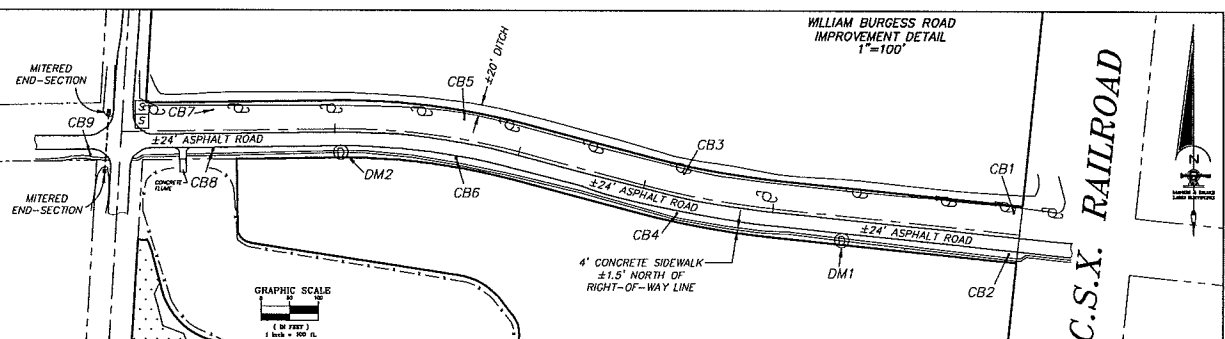 WILLIAM BURGESS ROAD
IMPROVEMENT DETAIL
1"=100'
MITERED
END-SECTION
±20' DITCH
CB5
CB7
S
S
CB9
±24' ASPHALT ROAD
CB3
CB1
CONCRETE
FLUME
CB8
DM2
CB6
±24' ASPHALT ROAD
MITERED
END-SECTION
CB4
±24' ASPHALT ROAD
4' CONCRETE SIDEWALK
±1.5' NORTH OF
RIGHT-OF-WAY LINE
DM1
CB2
C.S.X. RAILROAD
N
GRAPHIC SCALE
0 50 100
( IN FEET )
1 inch = 100 ft.